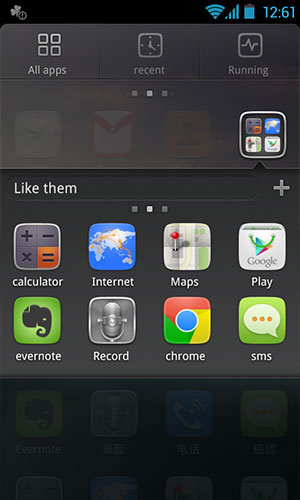 12:61
All apps recent Running
Like them
calculator Internet Maps Play
Google
evernote Record chrome sms
Evernote 录音 电话 短信